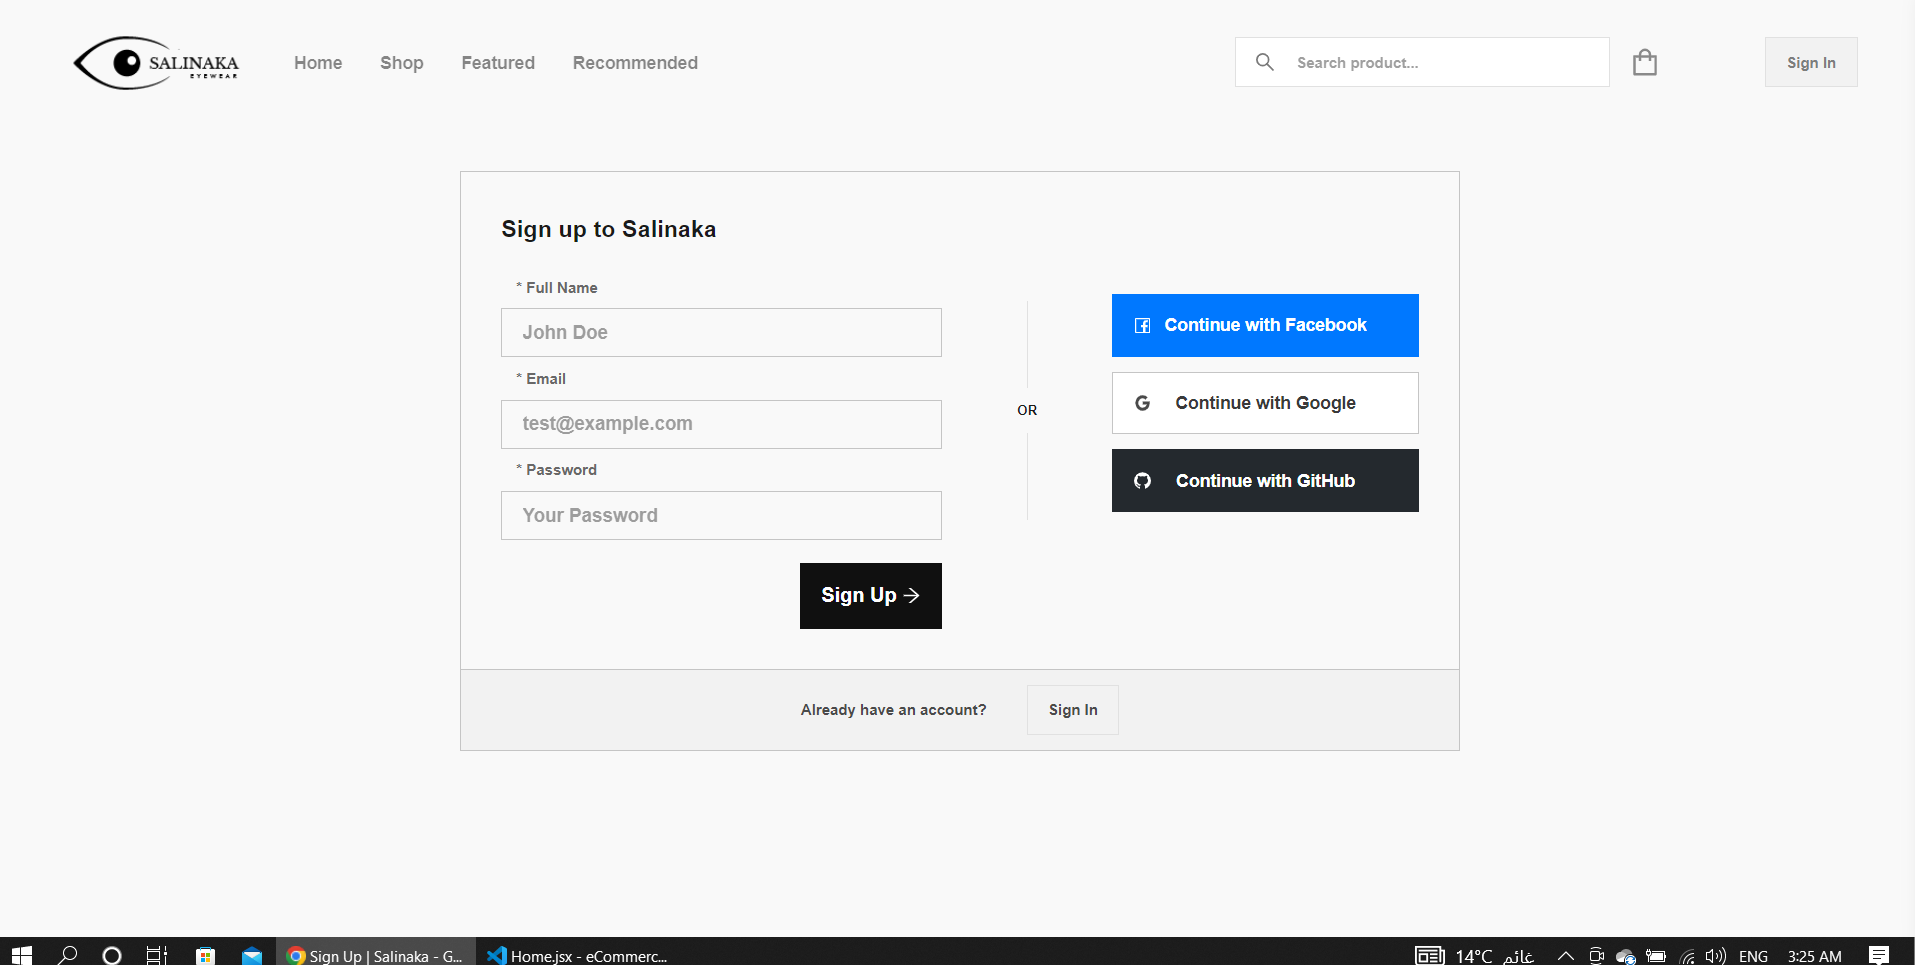 SALINAKA
EYEWEAR
Home Shop Featured Recommended
Search product...
Sign In
Sign up to Salinaka
* Full Name
John Doe
* Email
test@example.com
* Password
Your Password
Sign Up →
OR
Continue with Facebook
Continue with Google
Continue with GitHub
Already have an account? Sign In
Sign Up | Salinaka - G... Home.jsx - eCommerc... 14°C غائم ENG 3:25 AM